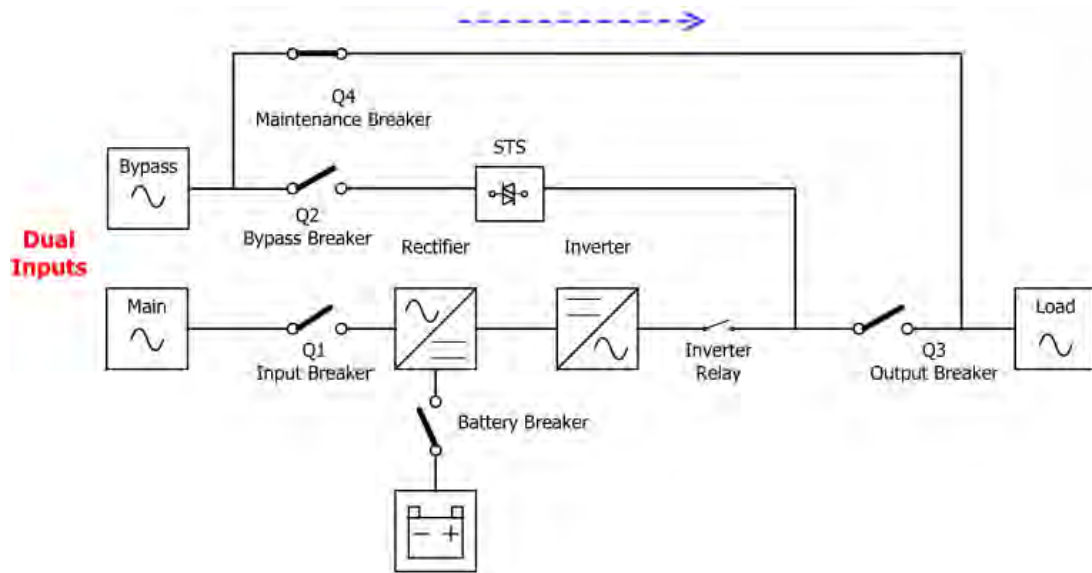 Q4
Maintenance Breaker
STS
Bypass
Q2
Bypass Breaker
Dual
Inputs
Rectifier
Inverter
Main
Load
Q1
Input Breaker
Inverter
Relay
Q3
Output Breaker
Battery Breaker